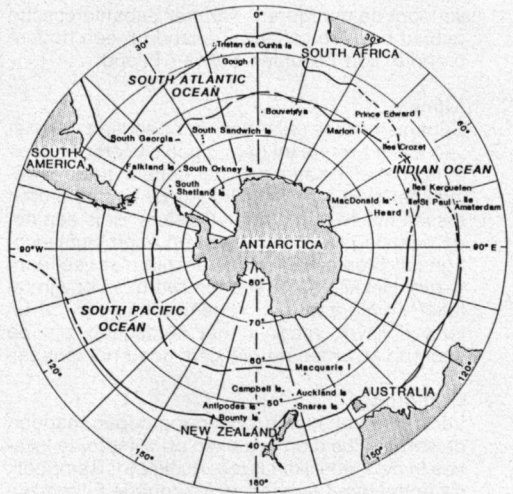 0°
30°
30°
Tristan da Cunha Is
SOUTH AFRICA
Gough I
SOUTH ATLANTIC
OCEAN
Bouvetøya
Prince Edward I
60°
South Georgia
South Sandwich Is
Marion I
Iles Crozet
SOUTH
AMERICA
Falkland Is
South Orkney Is
INDIAN OCEAN
South
Shetland Is
Iles Kerguelen
MacDonald Is
Ile St Paul
Ile
Amsterdam
Heard I
90°W
ANTARCTICA
90°E
80°
SOUTH PACIFIC
OCEAN
70°
60°
Macquarie I
120°
120°
Campbell Is
Auckland Is
AUSTRALIA
Antipodes Is
50°
Snares Is
Bounty Is
NEW ZEALAND
40°
150°
150°
180°